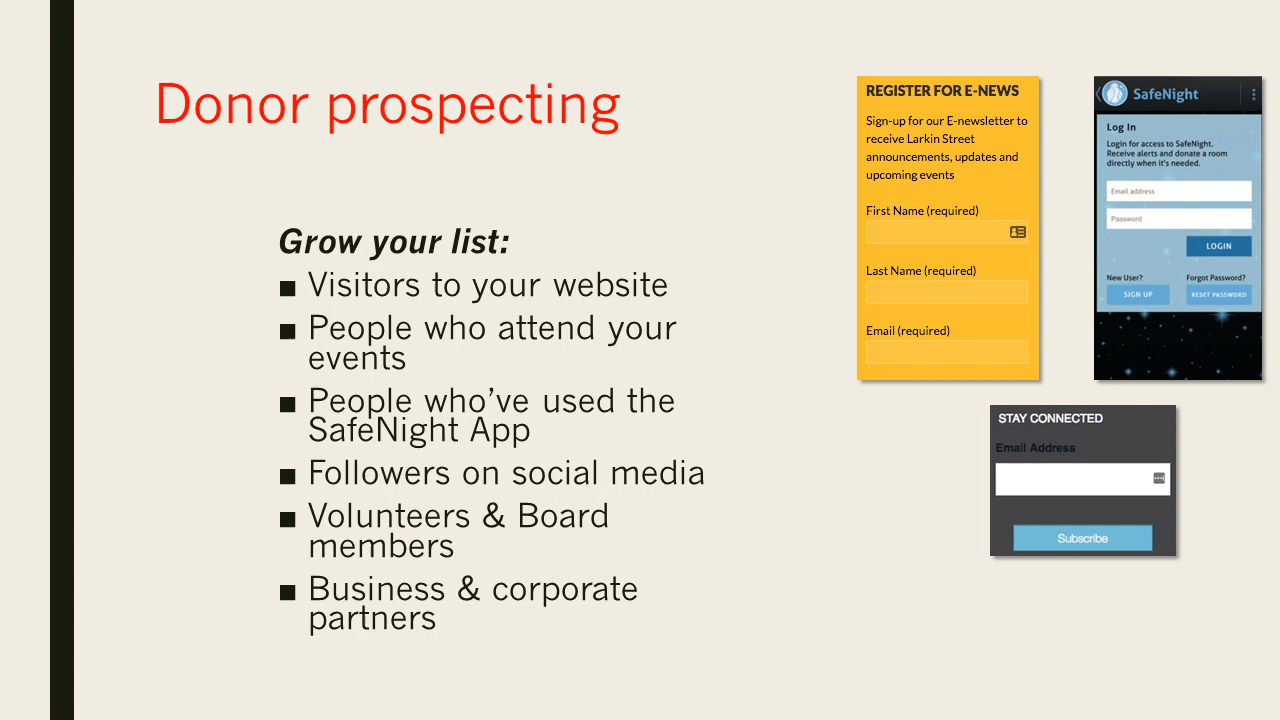 Donor prospecting
Grow your list:
■ Visitors to your website
■ People who attend your
events
■ People who’ve used the
SafeNight App
■ Followers on social media
■ Volunteers & Board
members
■ Business & corporate
partners
REGISTER FOR E-NEWS
Sign-up for our E-newsletter to
receive Larkin Street
announcements, updates and
upcoming events
First Name (required)
Last Name (required)
Email (required)
SafeNight
Log In
Login for access to SafeNight.
Receive alerts and donate a room
directly when it's needed.
Email address
Password
LOGIN
New User? Forgot Password?
SIGN UP RESET PASSWORD
STAY CONNECTED
Email Address
Subscribe